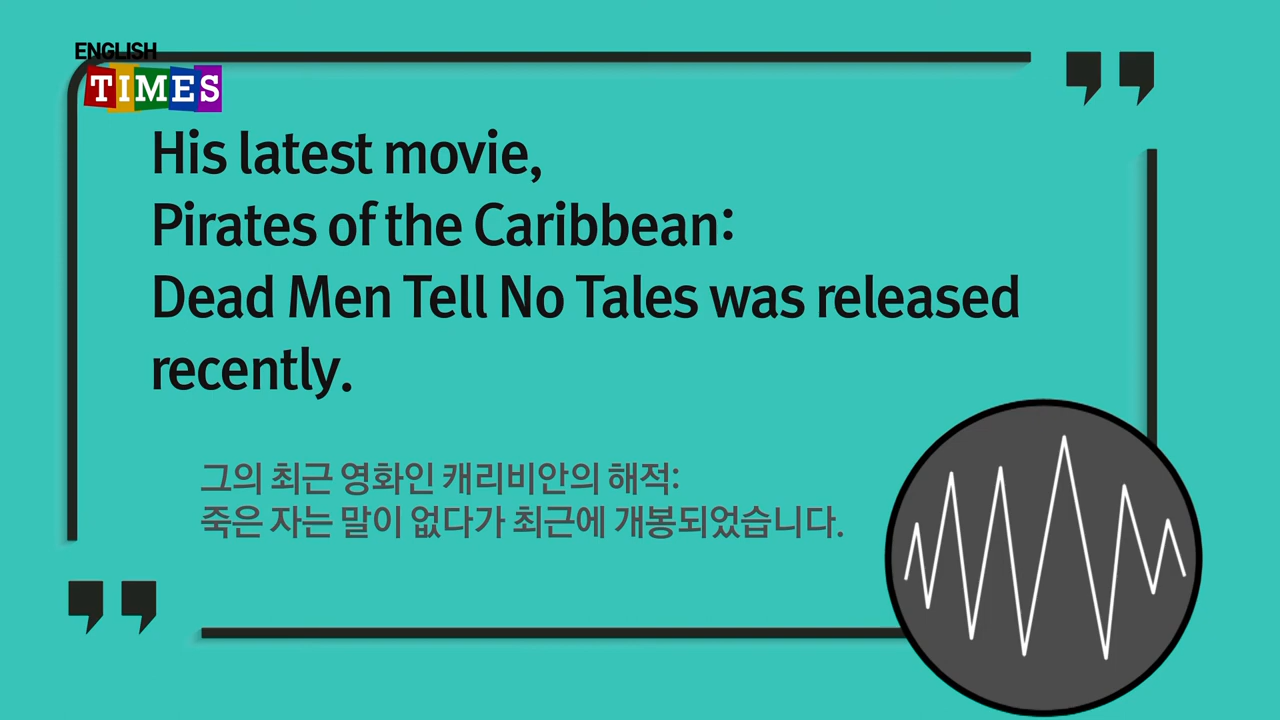 ENGLISH
TIMES
His latest movie,
Pirates of the Caribbean:
Dead Men Tell No Tales was released
recently.
그의 최근 영화인 캐리비안의 해적:
죽은 자는 말이 없다가 최근에 개봉되었습니다.